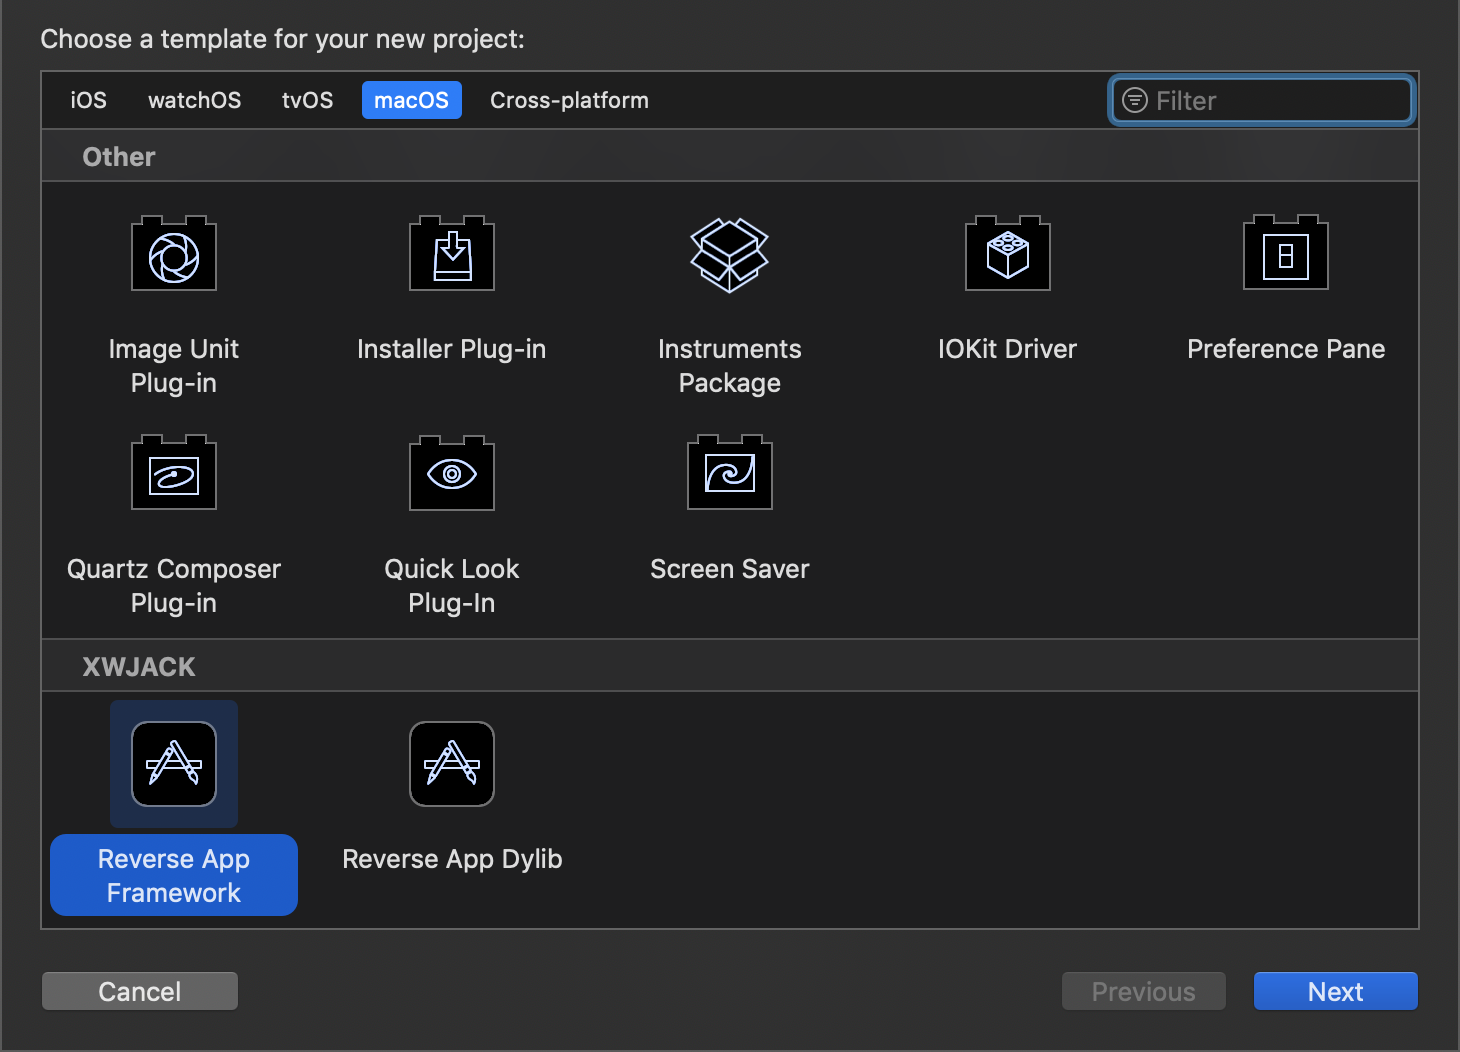 Choose a template for your new project:
iOS watchOS tvOS macOS Cross-platform Filter
Other
Image Unit Plug-in
Installer Plug-in
Instruments Package
IOKit Driver
Preference Pane
Quartz Composer Plug-in
Quick Look Plug-In
Screen Saver
XWJACK
Reverse App Framework
Reverse App Dylib
Cancel Previous Next